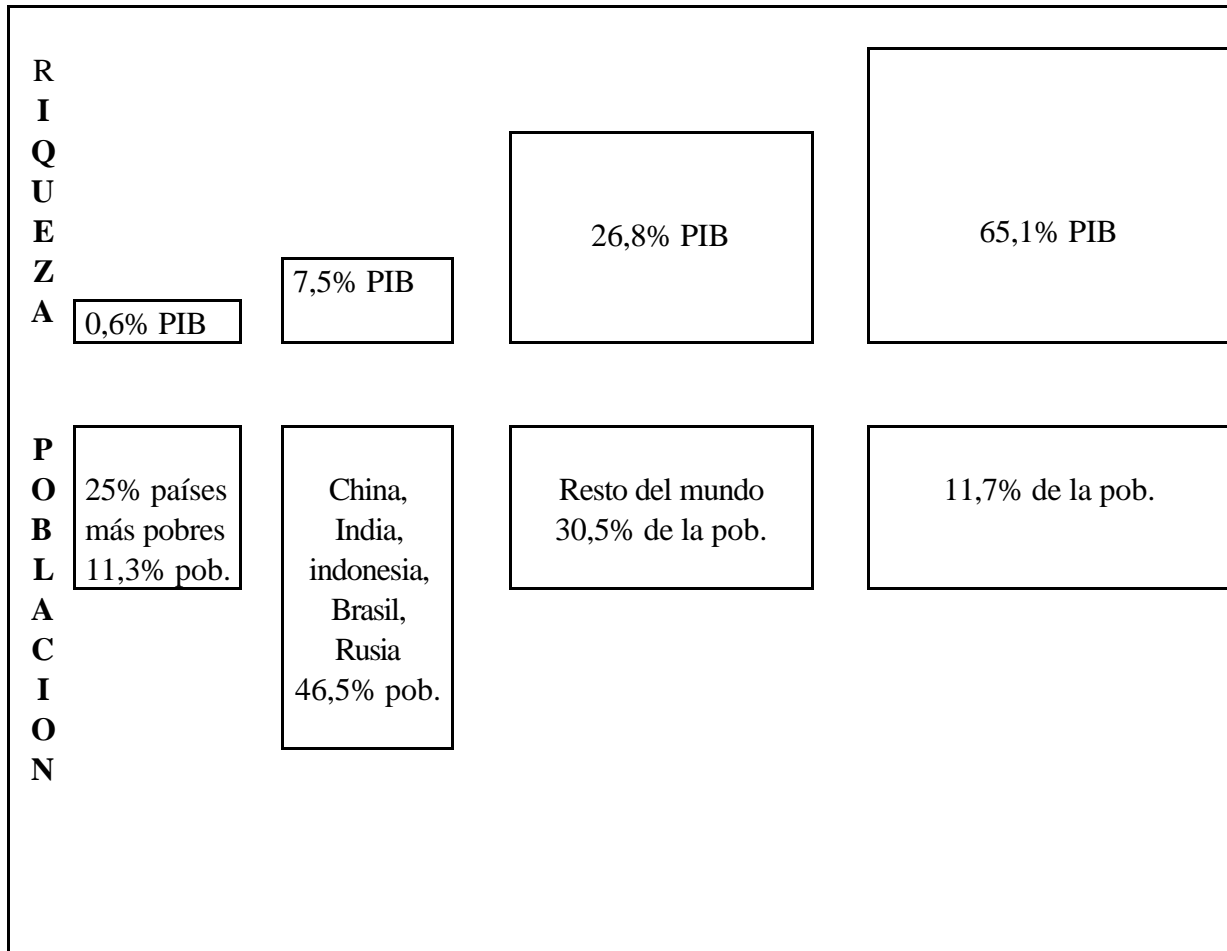 RIQUEZA
0,6% PIB
7,5% PIB
26,8% PIB
65,1% PIB
POBLACION
25% países
más pobres
11,3% pob.
China,
India,
indonesia,
Brasil,
Rusia
46,5% pob.
Resto del mundo
30,5% de la pob.
11,7% de la pob.